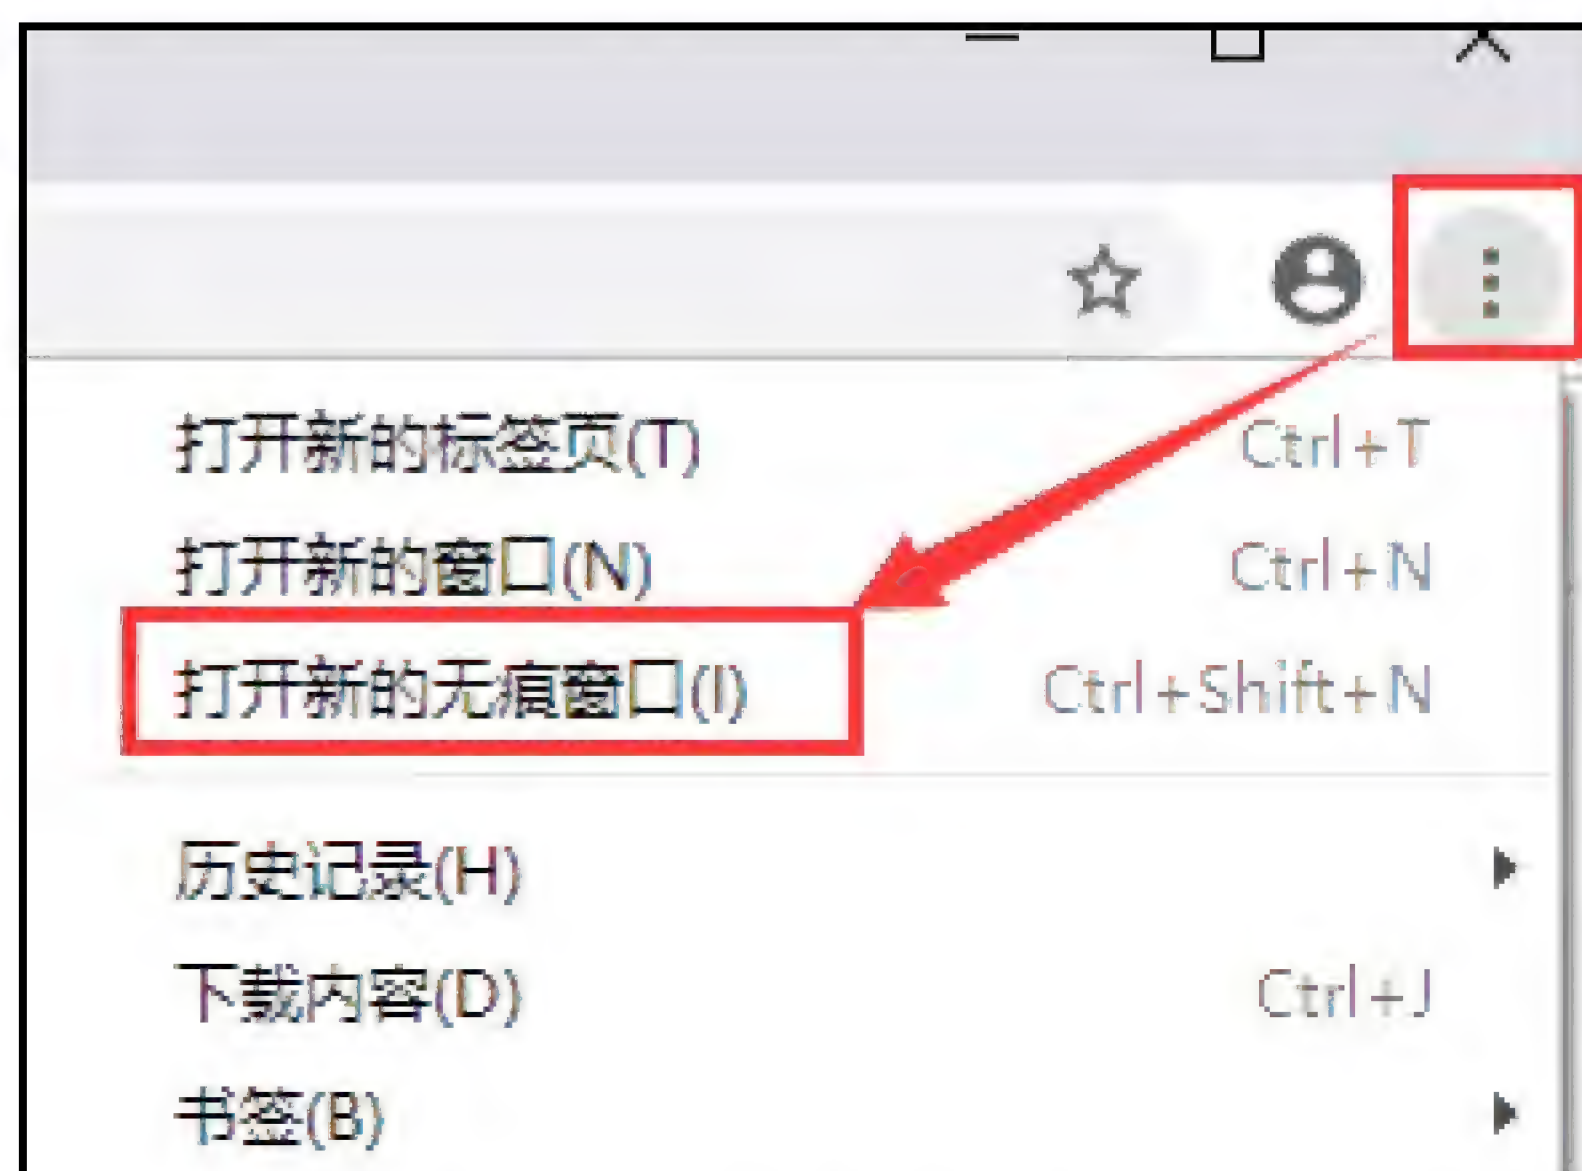 打开新的标签页(T) Ctrl+T
打开新的窗口(N) Ctrl+N
打开新的无痕窗口(I) Ctrl+Shift+N
历史记录(H)
下载内容(D) Ctrl+J
书签(B)